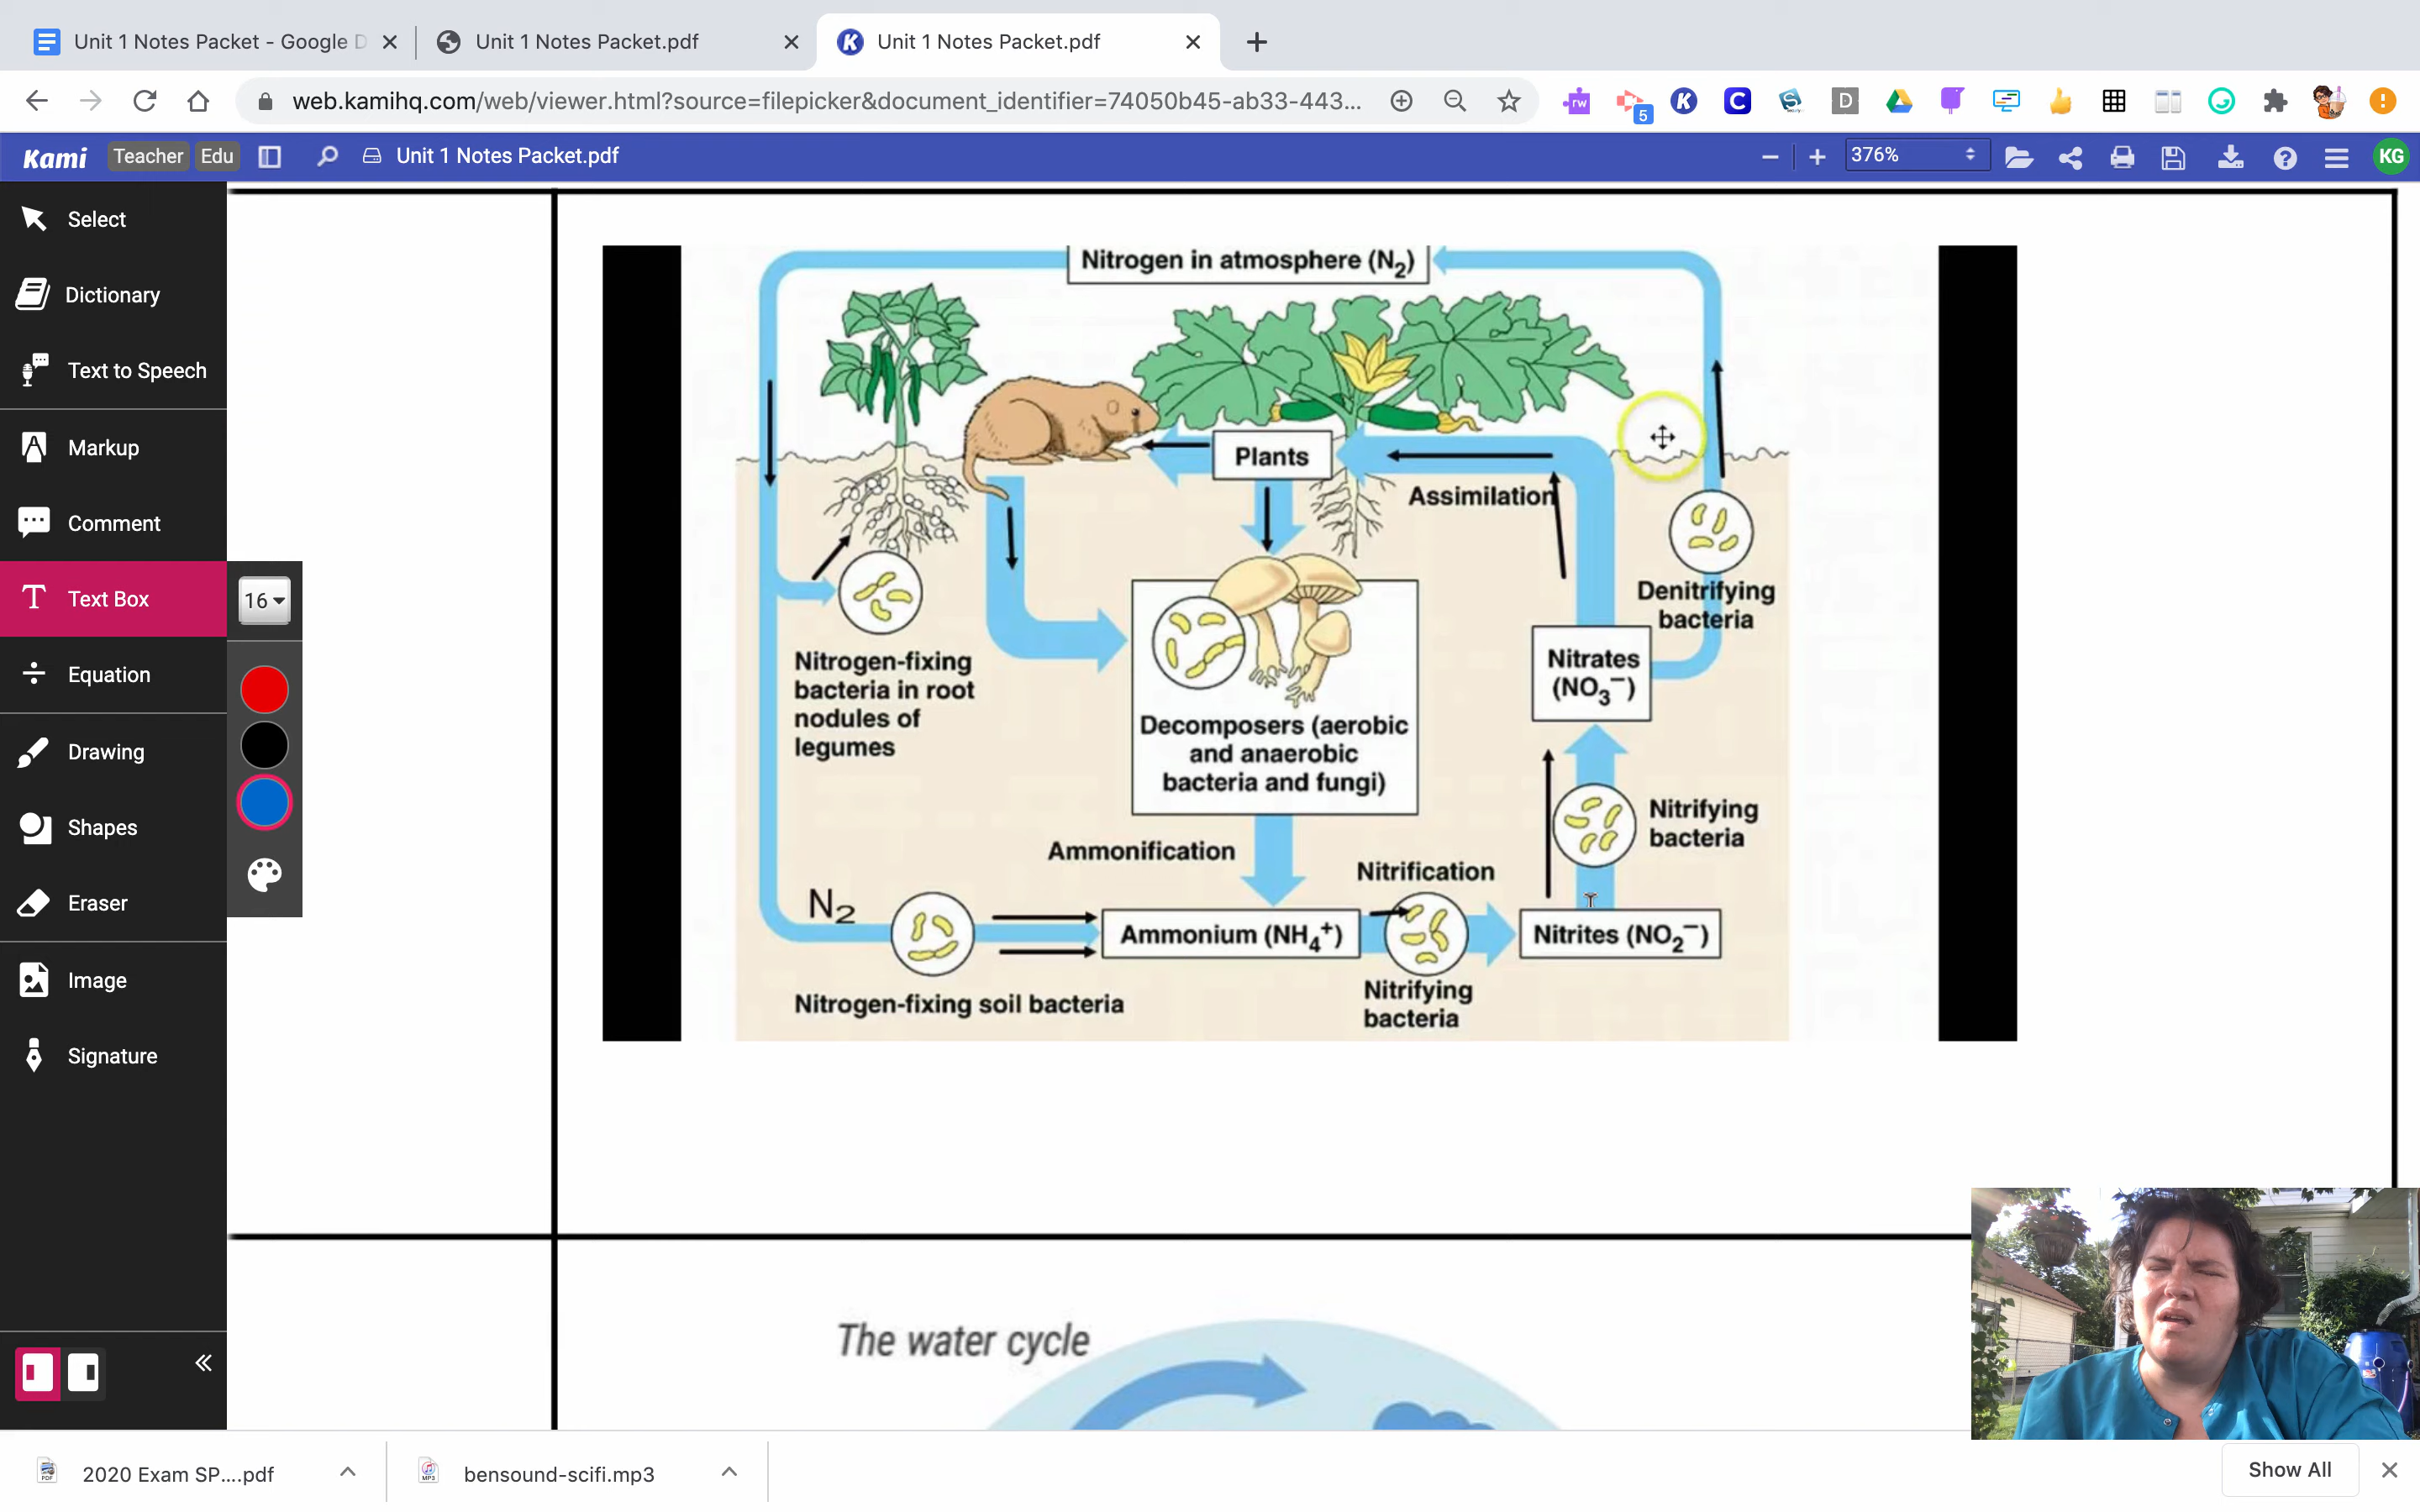 Unit 1 Notes Packet - Google D
Unit 1 Notes Packet.pdf
Unit 1 Notes Packet.pdf
web.kamihq.com/web/viewer.html?source=filepicker&document_identifier=74050b45-ab33-443...
rw
5
K
C
D
Kami Teacher Edu
Unit 1 Notes Packet.pdf
376%
KG
Select
Dictionary
Text to Speech
Markup
Comment
Text Box
16
Equation
Drawing
Shapes
Eraser
Image
Signature
Nitrogen in atmosphere (N₂)
Plants
Assimilation
Denitrifying
bacteria
Nitrogen-fixing
bacteria in root
nodules of
legumes
Nitrates
(NO₃⁻)
Decomposers (aerobic
and anaerobic
bacteria and fungi)
Nitrifying
bacteria
Ammonification
Nitrification
N₂
Ammonium (NH₄⁺)
Nitrites (NO₂⁻)
Nitrogen-fixing soil bacteria
Nitrifying
bacteria
The water cycle
2020 Exam SP....pdf
bensound-scifi.mp3
Show All